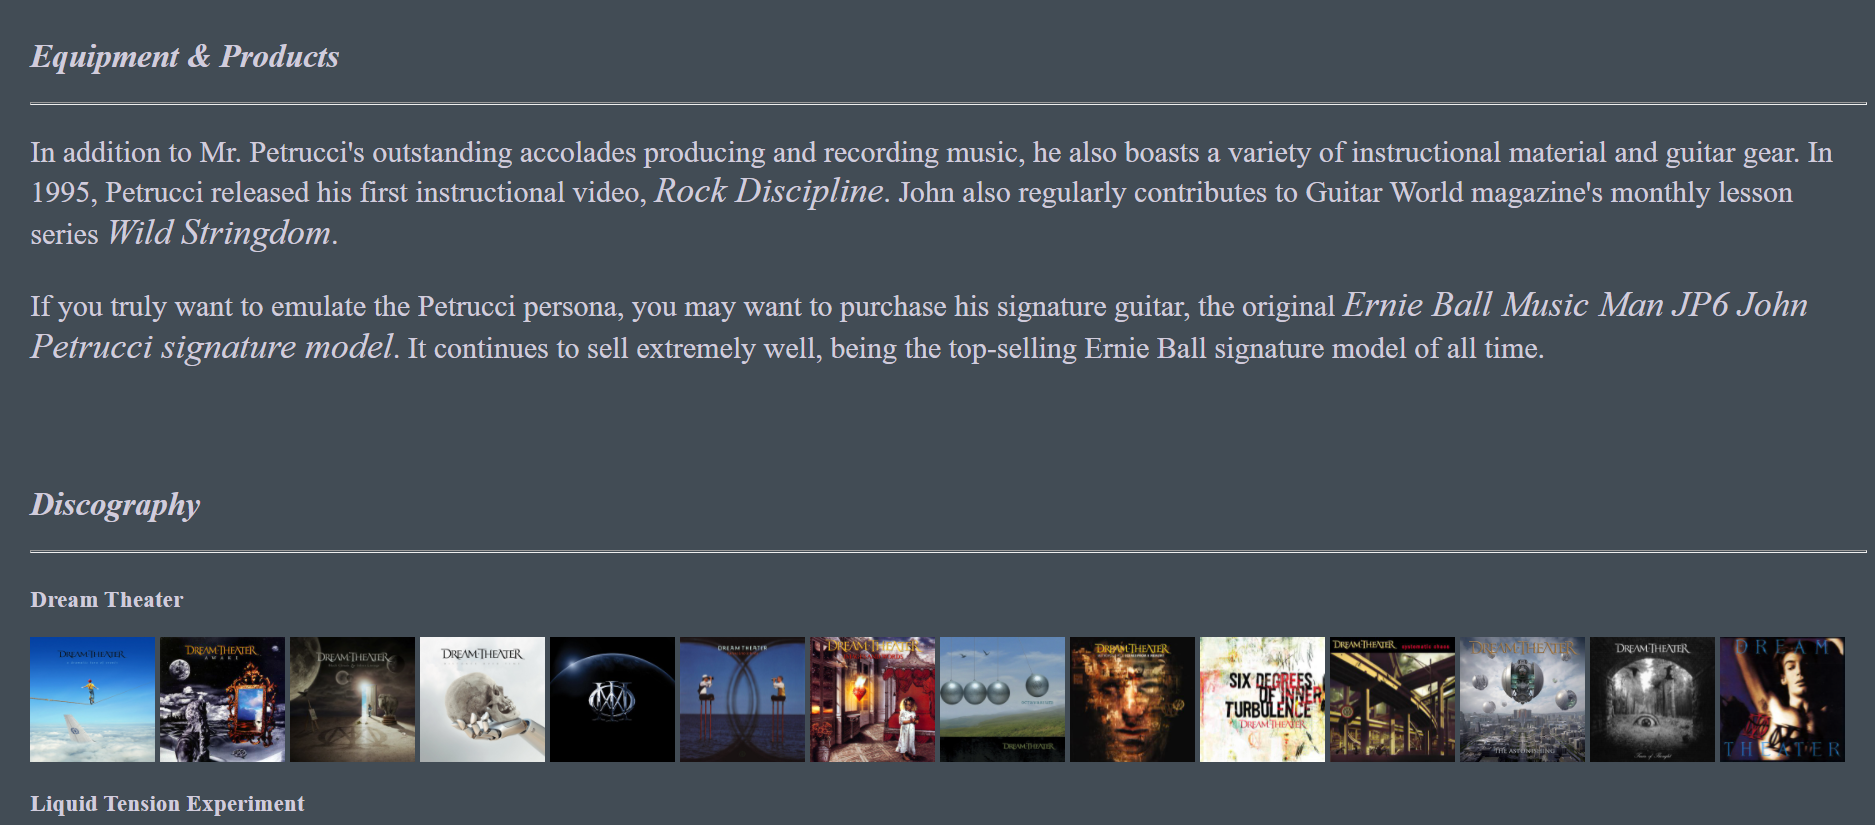 Equipment & Products
In addition to Mr. Petrucci's outstanding accolades producing and recording music, he also boasts a variety of instructional material and guitar gear. In
1995, Petrucci released his first instructional video, Rock Discipline. John also regularly contributes to Guitar World magazine's monthly lesson
series Wild Stringdom.
If you truly want to emulate the Petrucci persona, you may want to purchase his signature guitar, the original Ernie Ball Music Man JP6 John
Petrucci signature model. It continues to sell extremely well, being the top-selling Ernie Ball signature model of all time.
Discography
Dream Theater
DREAM THEATER
DREAM THEATER
AWAKE
DREAM THEATER
DREAM THEATER
DREAM THEATER
DREAM THEATER
DREAM THEATER
DREAM THEATER
SIX DEGREES
OF INNER
TURBULENCE
DREAM THEATER
DREAM THEATER systematic chaos
DREAM THEATER
THE ASTONISHING
DREAM THEATER
Train of Thought
DREAM
THEATER
Liquid Tension Experiment